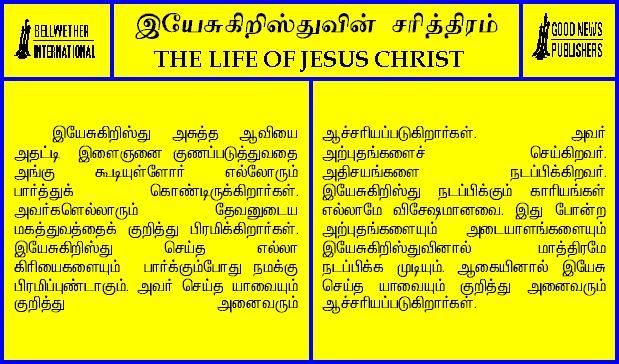 BELLWETHER
INTERNATIONAL
இயேசுகிறிஸ்துவின் சரித்திரம்
THE LIFE OF JESUS CHRIST
GOOD NEWS
PUBLISHERS
இயேசுகிறிஸ்து அசுத்த ஆவியை
அதட்டி இளைஞனை குணப்படுத்துவதை
அங்கு கூடியுள்ளோர் எல்லோரும்
பார்த்துக் கொண்டிருக்கிறார்கள்.
அவர்களெல்லாரும் தேவனுடைய
மகத்துவத்தைக் குறித்து பிரமிக்கிறார்கள்.
இயேசுகிறிஸ்து செய்த எல்லா
கிரியைகளையும் பார்க்கும்போது நமக்கு
பிரமிப்புண்டாகும். அவர் செய்த யாவையும்
குறித்து அனைவரும்
ஆச்சரியப்படுகிறார்கள். அவர்
அற்புதங்களைச் செய்கிறவர்.
அதிசயங்களை நடப்பிக்கிறவர்.
இயேசுகிறிஸ்து நடப்பிக்கும் காரியங்கள்
எல்லாமே விசேஷமானவை. இது போன்ற
அற்புதங்களையும் அடையாளங்களையும்
இயேசுகிறிஸ்துவினால் மாத்திரமே
நடப்பிக்க முடியும். ஆகையினால் இயேசு
செய்த யாவையும் குறித்து அனைவரும்
ஆச்சரியப்படுகிறார்கள்.